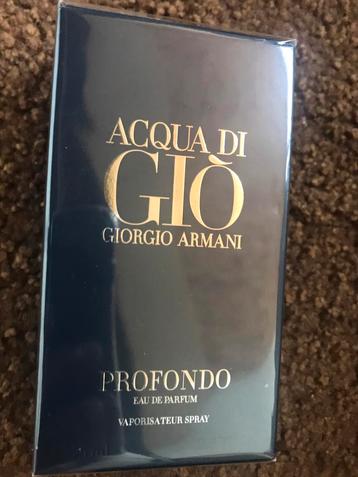 ACQUA DI
GIÒ
GIORGIO ARMANI
PROFONDO
EAU DE PARFUM
VAPORISATEUR SPRAY